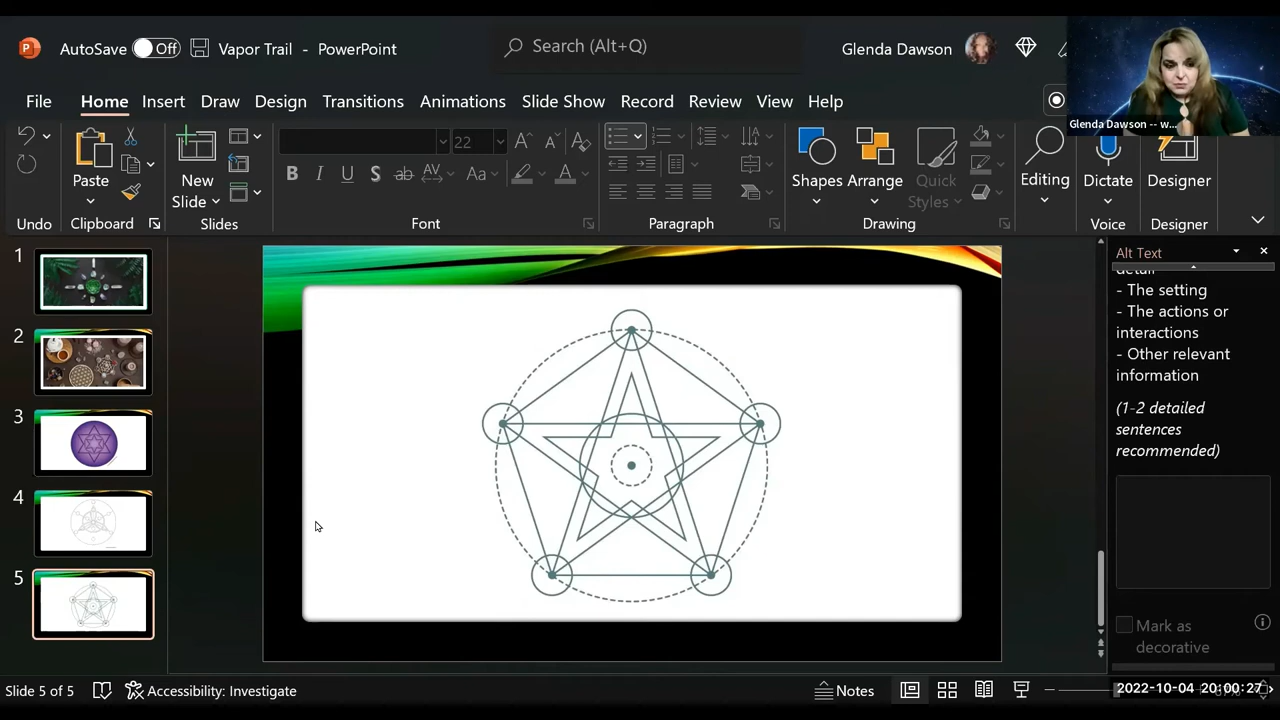 AutoSave Off Vapor Trail - PowerPoint Search (Alt+Q) Glenda Dawson
Glenda Dawson -- w...
File Home Insert Draw Design Transitions Animations Slide Show Record Review View Help
22
Paste New Slide Shapes Arrange Quick Styles Editing Dictate Designer
Undo Clipboard Slides Font Paragraph Drawing Voice Designer
Alt Text
detail
- The setting
- The actions or
interactions
- Other relevant
information
(1-2 detailed
sentences
recommended)
Mark as
decorative
1
2
3
4
5
Slide 5 of 5 Accessibility: Investigate Notes
2022-10-04 20:00:27